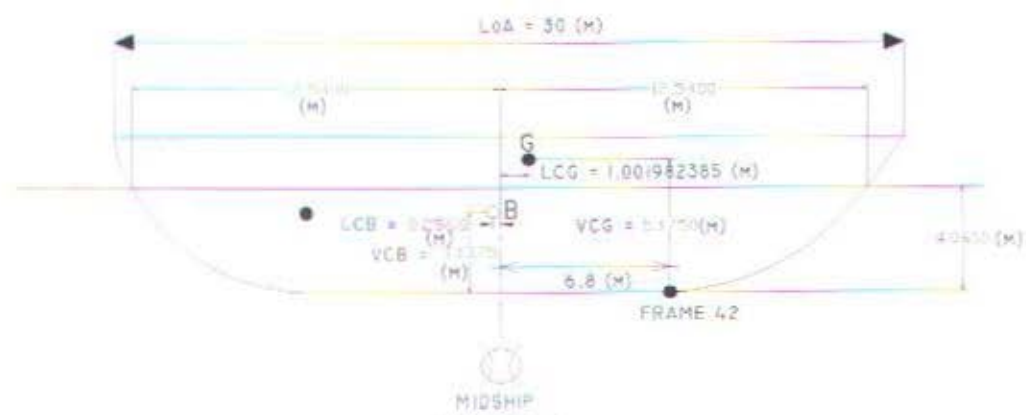 LOA = 30 (M)
(M)
12.5400
(M)
G
LCG = 1.001982385 (M)
B
LCB =
(M)
VCG = (M)
(M)
VCB =
(M)
6.8 (M)
FRAME 42
MIDSHIP